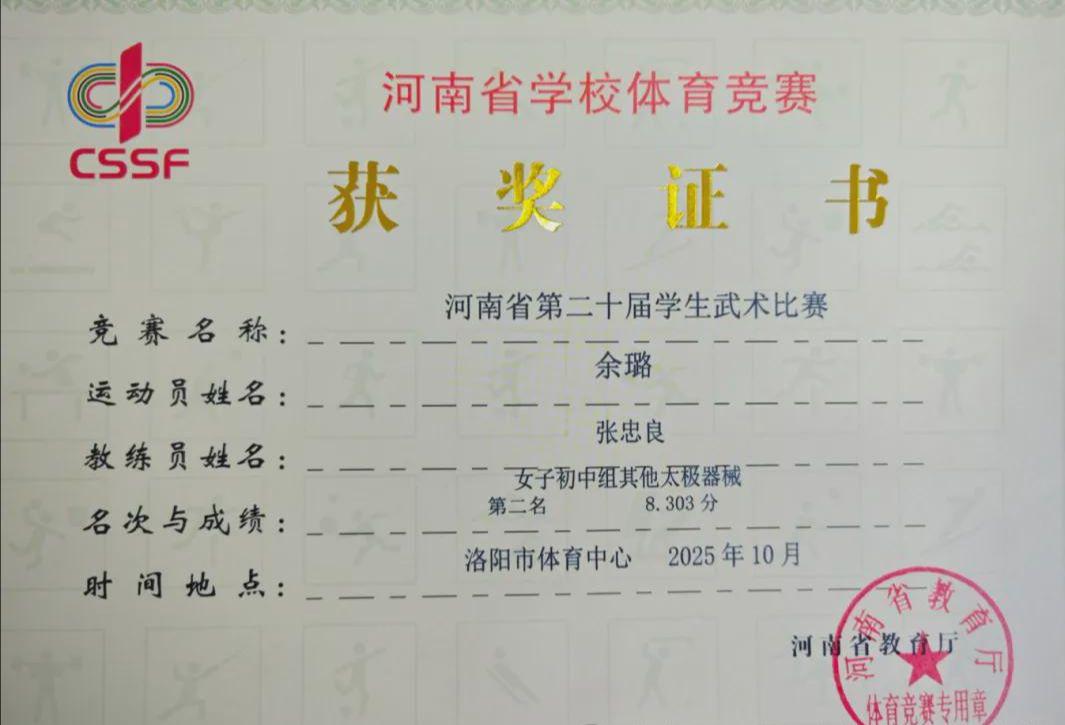 CSSF
河南省学校体育竞赛
获奖证书
竞赛名称：河南省第二十届学生武术比赛
运动员姓名：余璐
教练员姓名：张忠良
女子初中组其他太极器械
名次与成绩：第二名 8.303分
时间地点：洛阳市体育中心 2025年10月
河南省教育厅
河南省教育厅
体育竞赛专用章